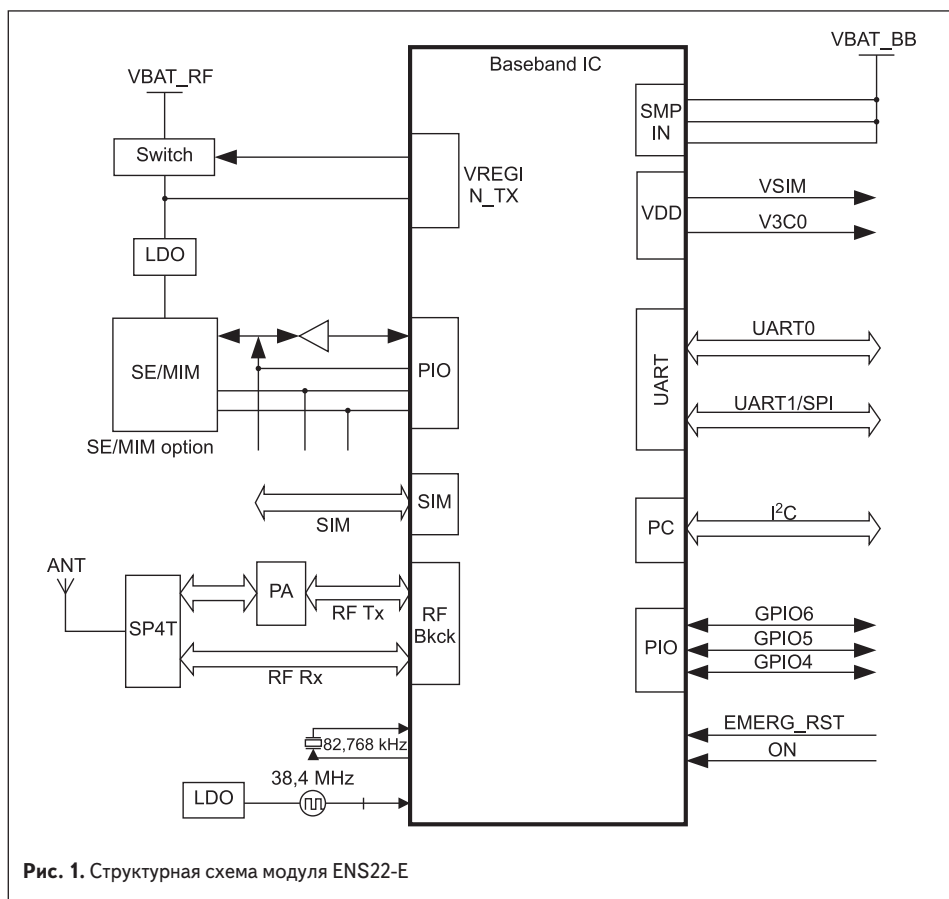 Baseband IC
VBAT_RF
Switch
LDO
SE/MIM
SE/MIM option
VREGI
N_TX
PIO
SIM
SIM
ANT
SP4T
PA
RF Tx
RF Rx
RF
Bkck
82,768 kHz
38,4 MHz
LDO
VBAT_BB
SMP
IN
VDD
VSIM
V3C0
UART
UART0
UART1/SPI
PC
I²C
PIO
GPIO6
GPIO5
GPIO4
EMERG_RST
ON
Рис. 1. Структурная схема модуля ENS22-E